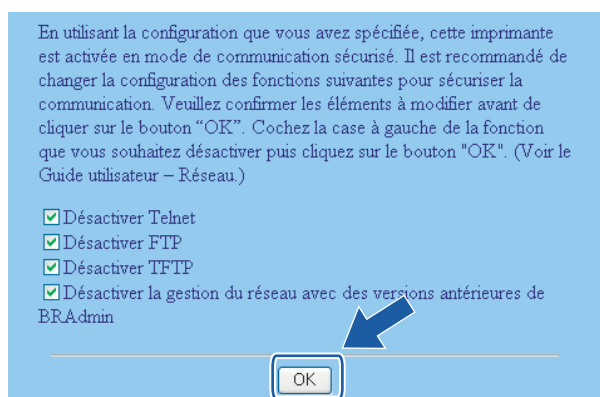 En utilisant la configuration que vous avez spécifiée, cette imprimante
est activée en mode de communication sécurisé. Il est recommandé de
changer la configuration des fonctions suivantes pour sécuriser la
communication. Veuillez confirmer les éléments à modifier avant de
cliquer sur le bouton “OK”. Cochez la case à gauche de la fonction
que vous souhaitez désactiver puis cliquez sur le bouton "OK". (Voir le
Guide utilisateur – Réseau.)
Désactiver Telnet
Désactiver FTP
Désactiver TFTP
Désactiver la gestion du réseau avec des versions antérieures de
BRAdmin
OK